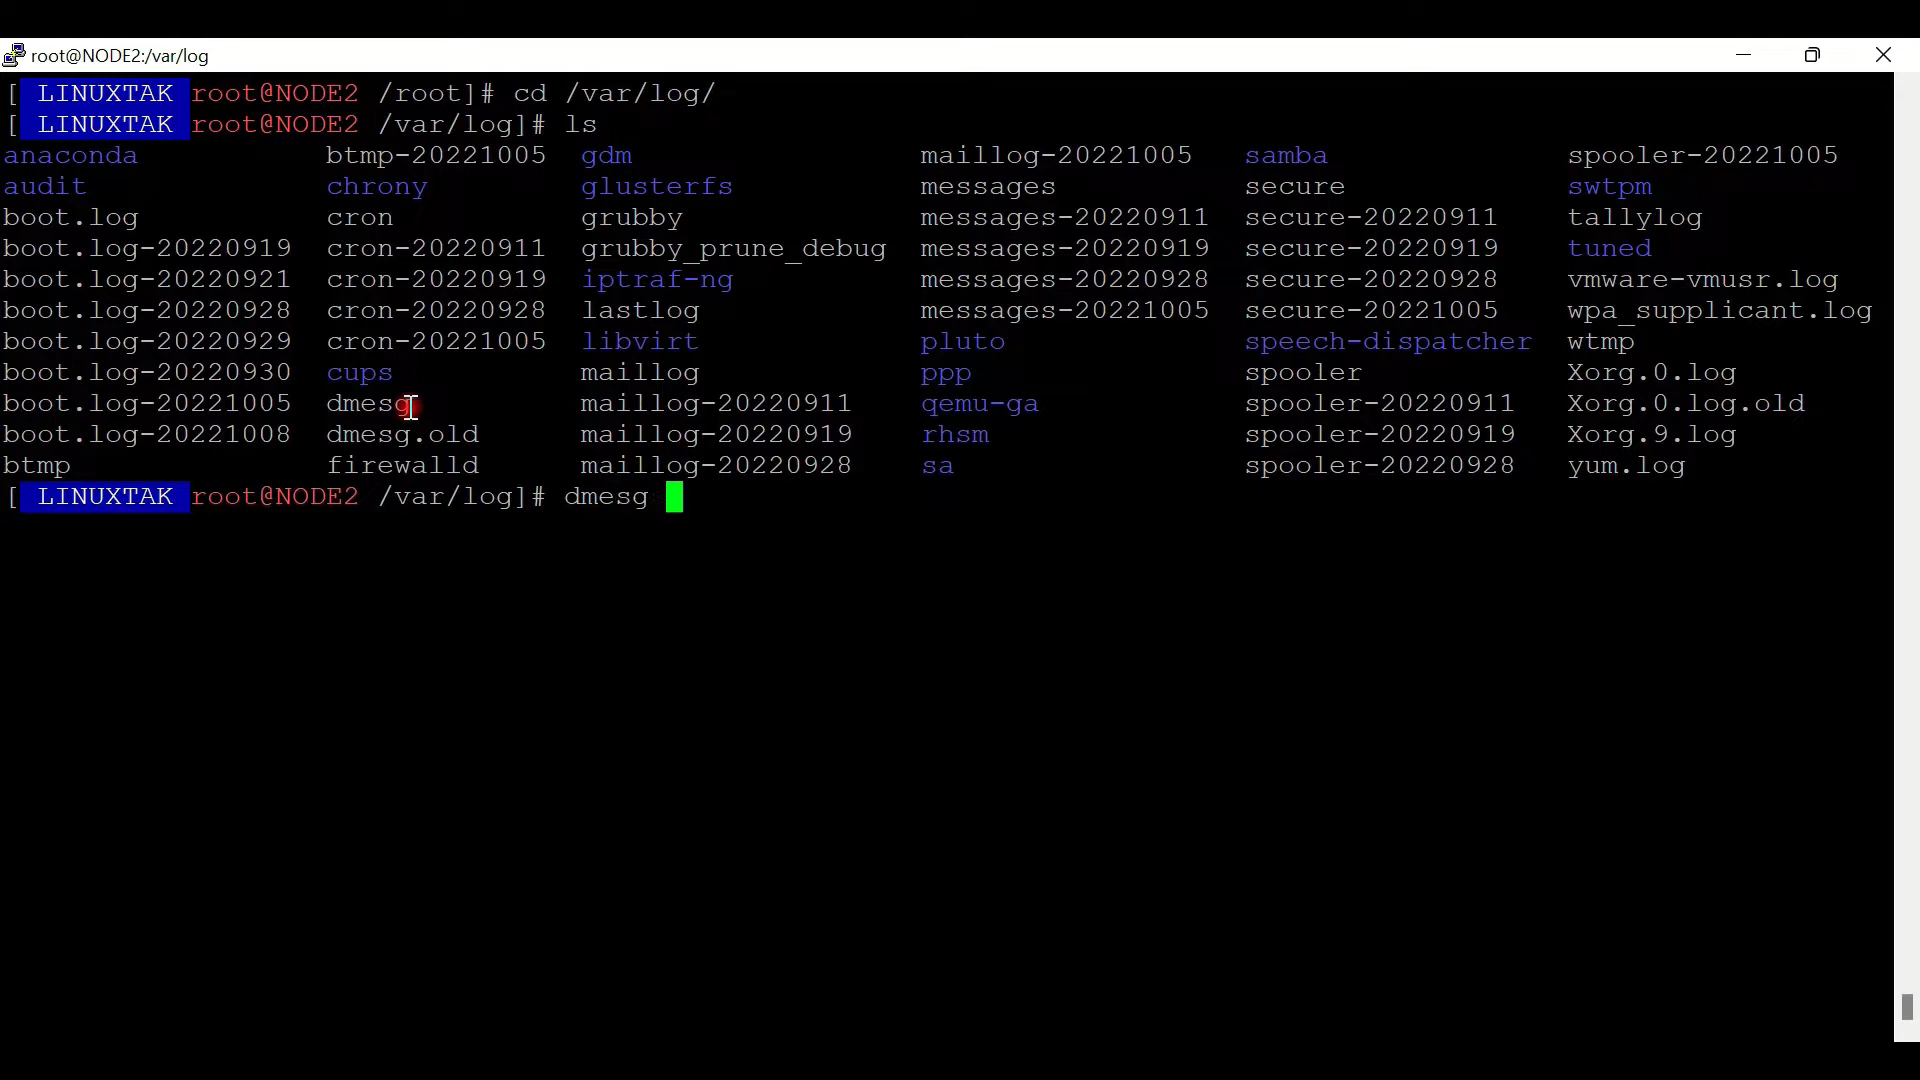 root@NODE2:/var/log
[ LINUXTAK root@NODE2 /root]# cd /var/log/
[ LINUXTAK root@NODE2 /var/log]# ls
anaconda btmp-20221005 gdm maillog-20221005 samba spooler-20221005
audit chrony glusterfs messages secure swtpm
boot.log cron grubby messages-20220911 secure-20220911 tallylog
boot.log-20220919 cron-20220911 grubby_prune_debug messages-20220919 secure-20220919 tuned
boot.log-20220921 cron-20220919 iptraf-ng messages-20220928 secure-20220928 vmware-vmusr.log
boot.log-20220928 cron-20220928 lastlog messages-20221005 secure-20221005 wpa_supplicant.log
boot.log-20220929 cron-20221005 libvirt pluto speech-dispatcher wtmp
boot.log-20220930 cups maillog ppp spooler Xorg.0.log
boot.log-20221005 dmesg maillog-20220911 qemu-ga spooler-20220911 Xorg.0.log.old
boot.log-20221008 dmesg.old maillog-20220919 rhsm spooler-20220919 Xorg.9.log
btmp firewalld maillog-20220928 sa spooler-20220928 yum.log
[ LINUXTAK root@NODE2 /var/log]# dmesg